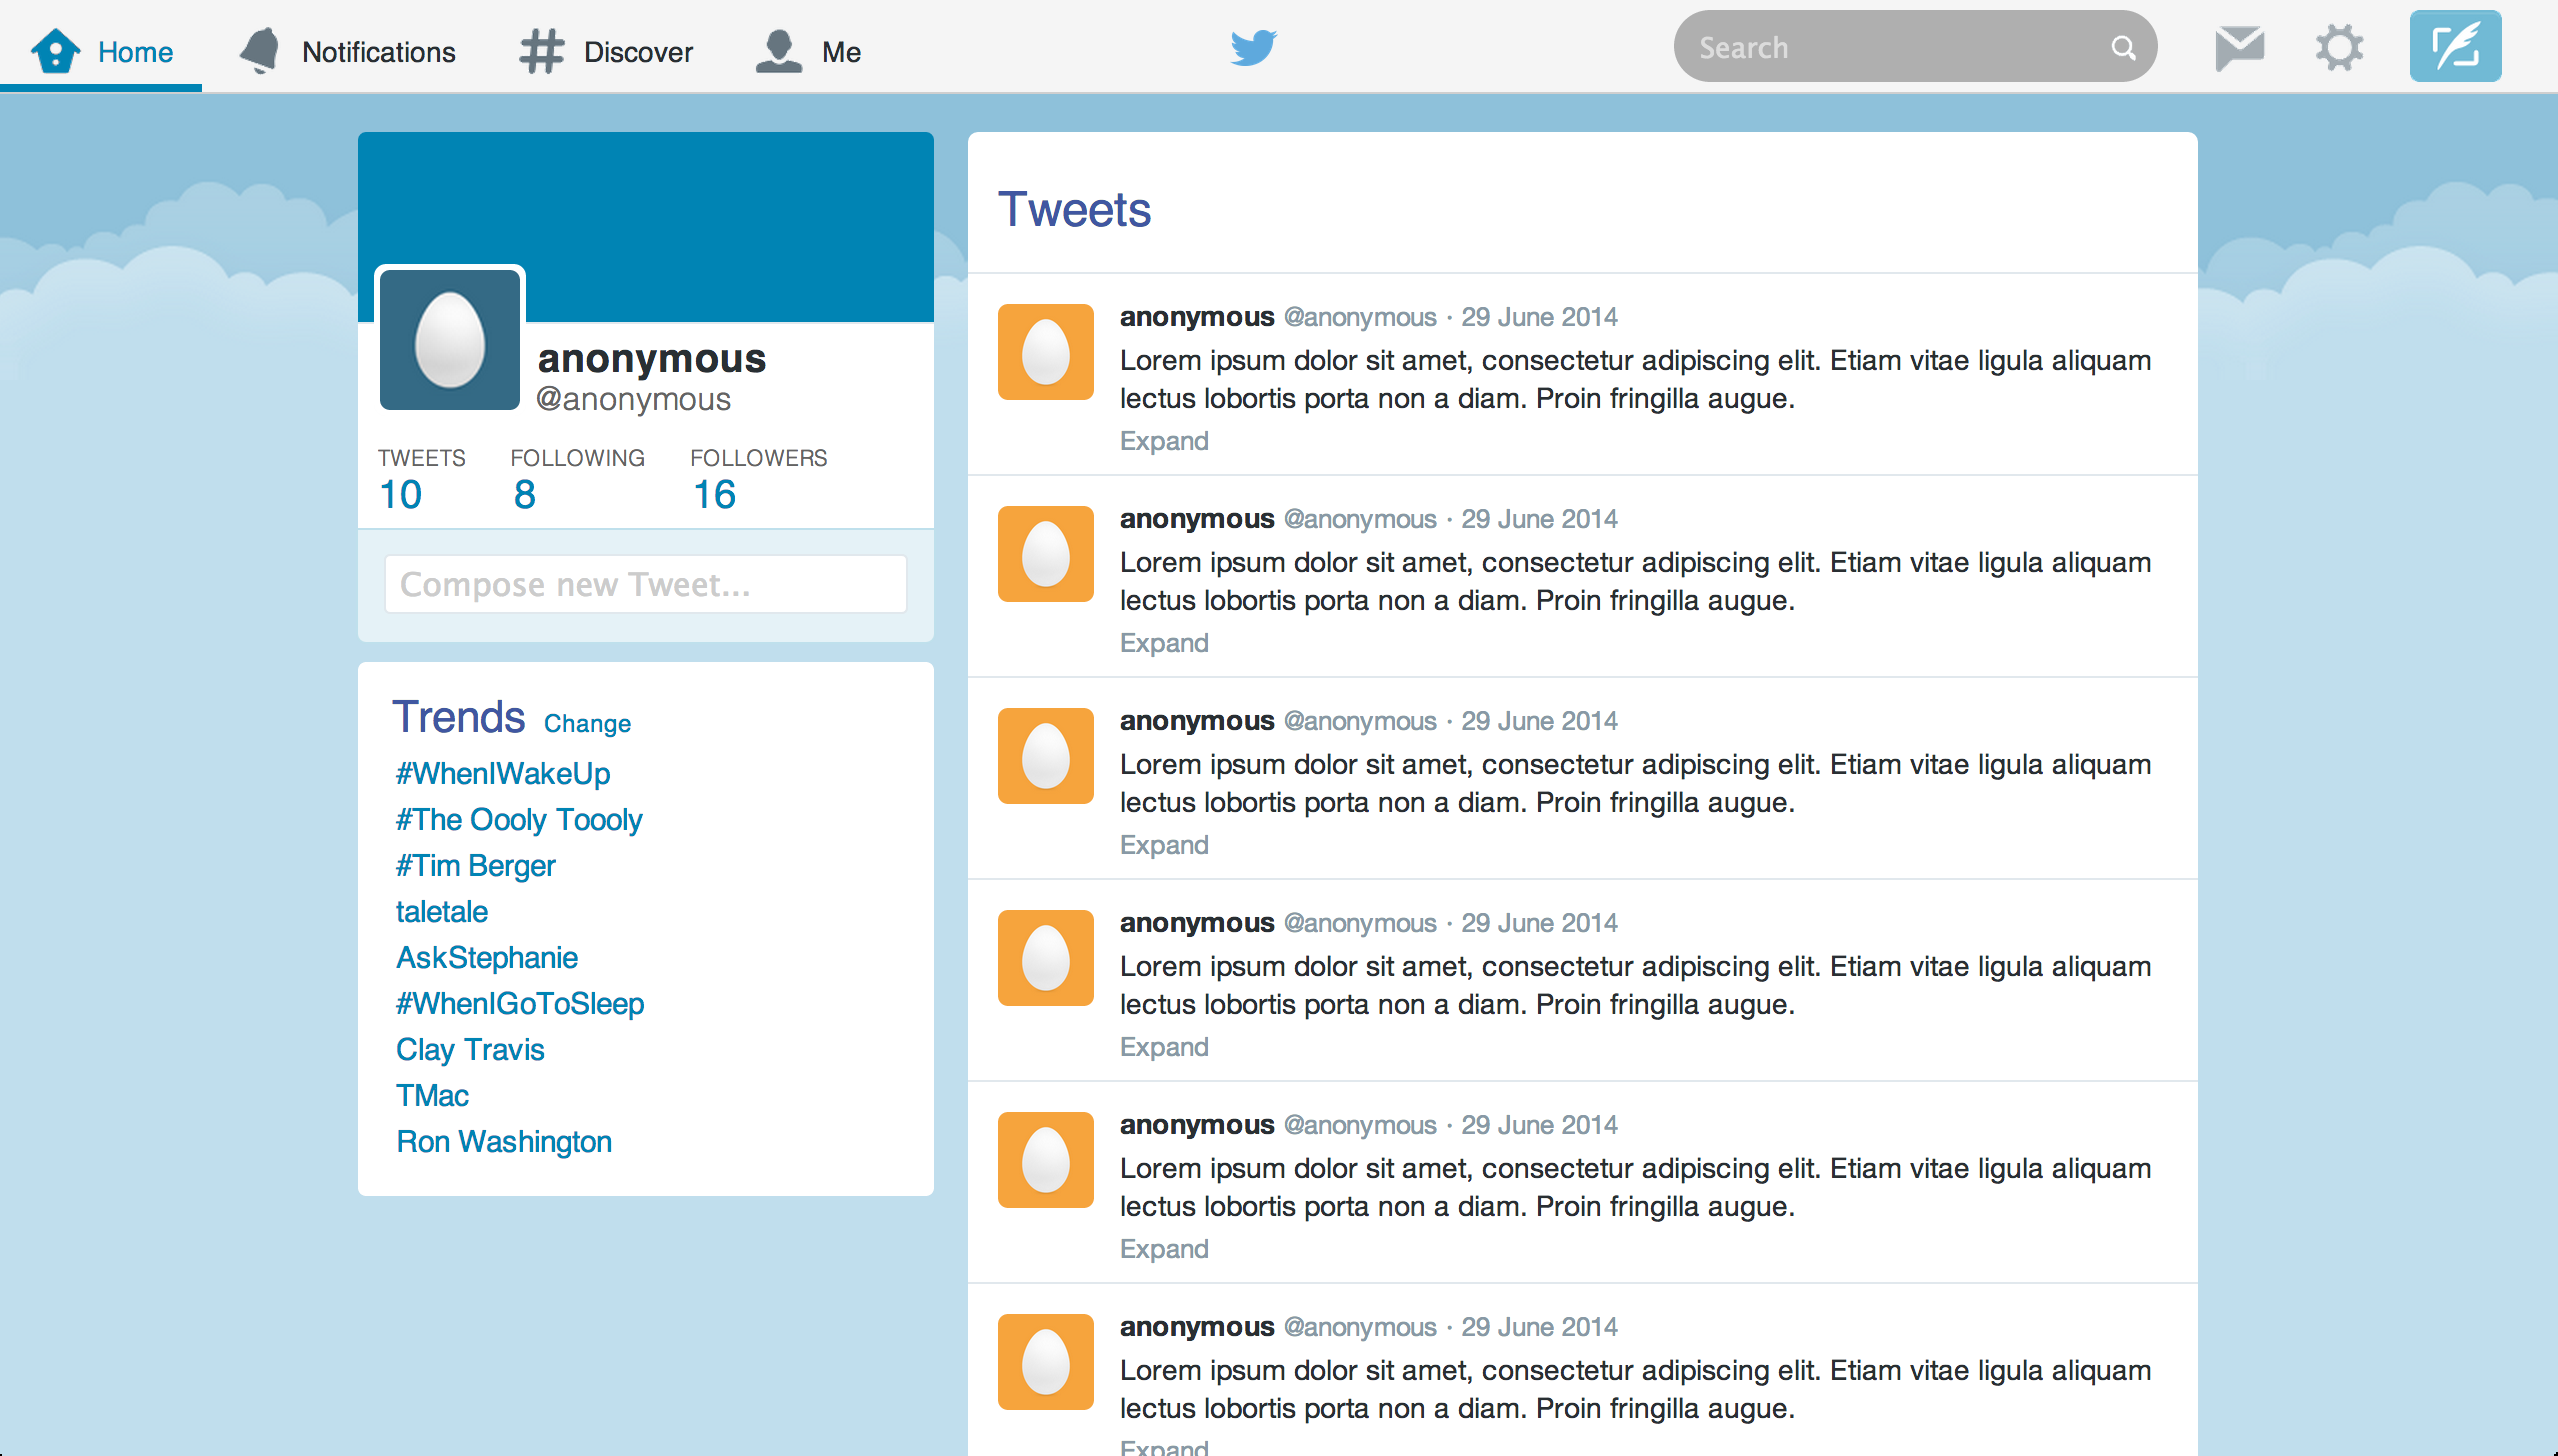 Home
Notifications
Discover
Me
Search
anonymous
@anonymous
TWEETS FOLLOWING FOLLOWERS
10 8 16
Compose new Tweet...
Trends Change
#WhenIWakeUp
#The Oooly Toooly
#Tim Berger
taletale
AskStephanie
#WhenIGoToSleep
Clay Travis
TMac
Ron Washington
Tweets
anonymous @anonymous · 29 June 2014
Lorem ipsum dolor sit amet, consectetur adipiscing elit. Etiam vitae ligula aliquam
lectus lobortis porta non a diam. Proin fringilla augue.
Expand
anonymous @anonymous · 29 June 2014
Lorem ipsum dolor sit amet, consectetur adipiscing elit. Etiam vitae ligula aliquam
lectus lobortis porta non a diam. Proin fringilla augue.
Expand
anonymous @anonymous · 29 June 2014
Lorem ipsum dolor sit amet, consectetur adipiscing elit. Etiam vitae ligula aliquam
lectus lobortis porta non a diam. Proin fringilla augue.
Expand
anonymous @anonymous · 29 June 2014
Lorem ipsum dolor sit amet, consectetur adipiscing elit. Etiam vitae ligula aliquam
lectus lobortis porta non a diam. Proin fringilla augue.
Expand
anonymous @anonymous · 29 June 2014
Lorem ipsum dolor sit amet, consectetur adipiscing elit. Etiam vitae ligula aliquam
lectus lobortis porta non a diam. Proin fringilla augue.
Expand
anonymous @anonymous · 29 June 2014
Lorem ipsum dolor sit amet, consectetur adipiscing elit. Etiam vitae ligula aliquam
lectus lobortis porta non a diam. Proin fringilla augue.
Expand